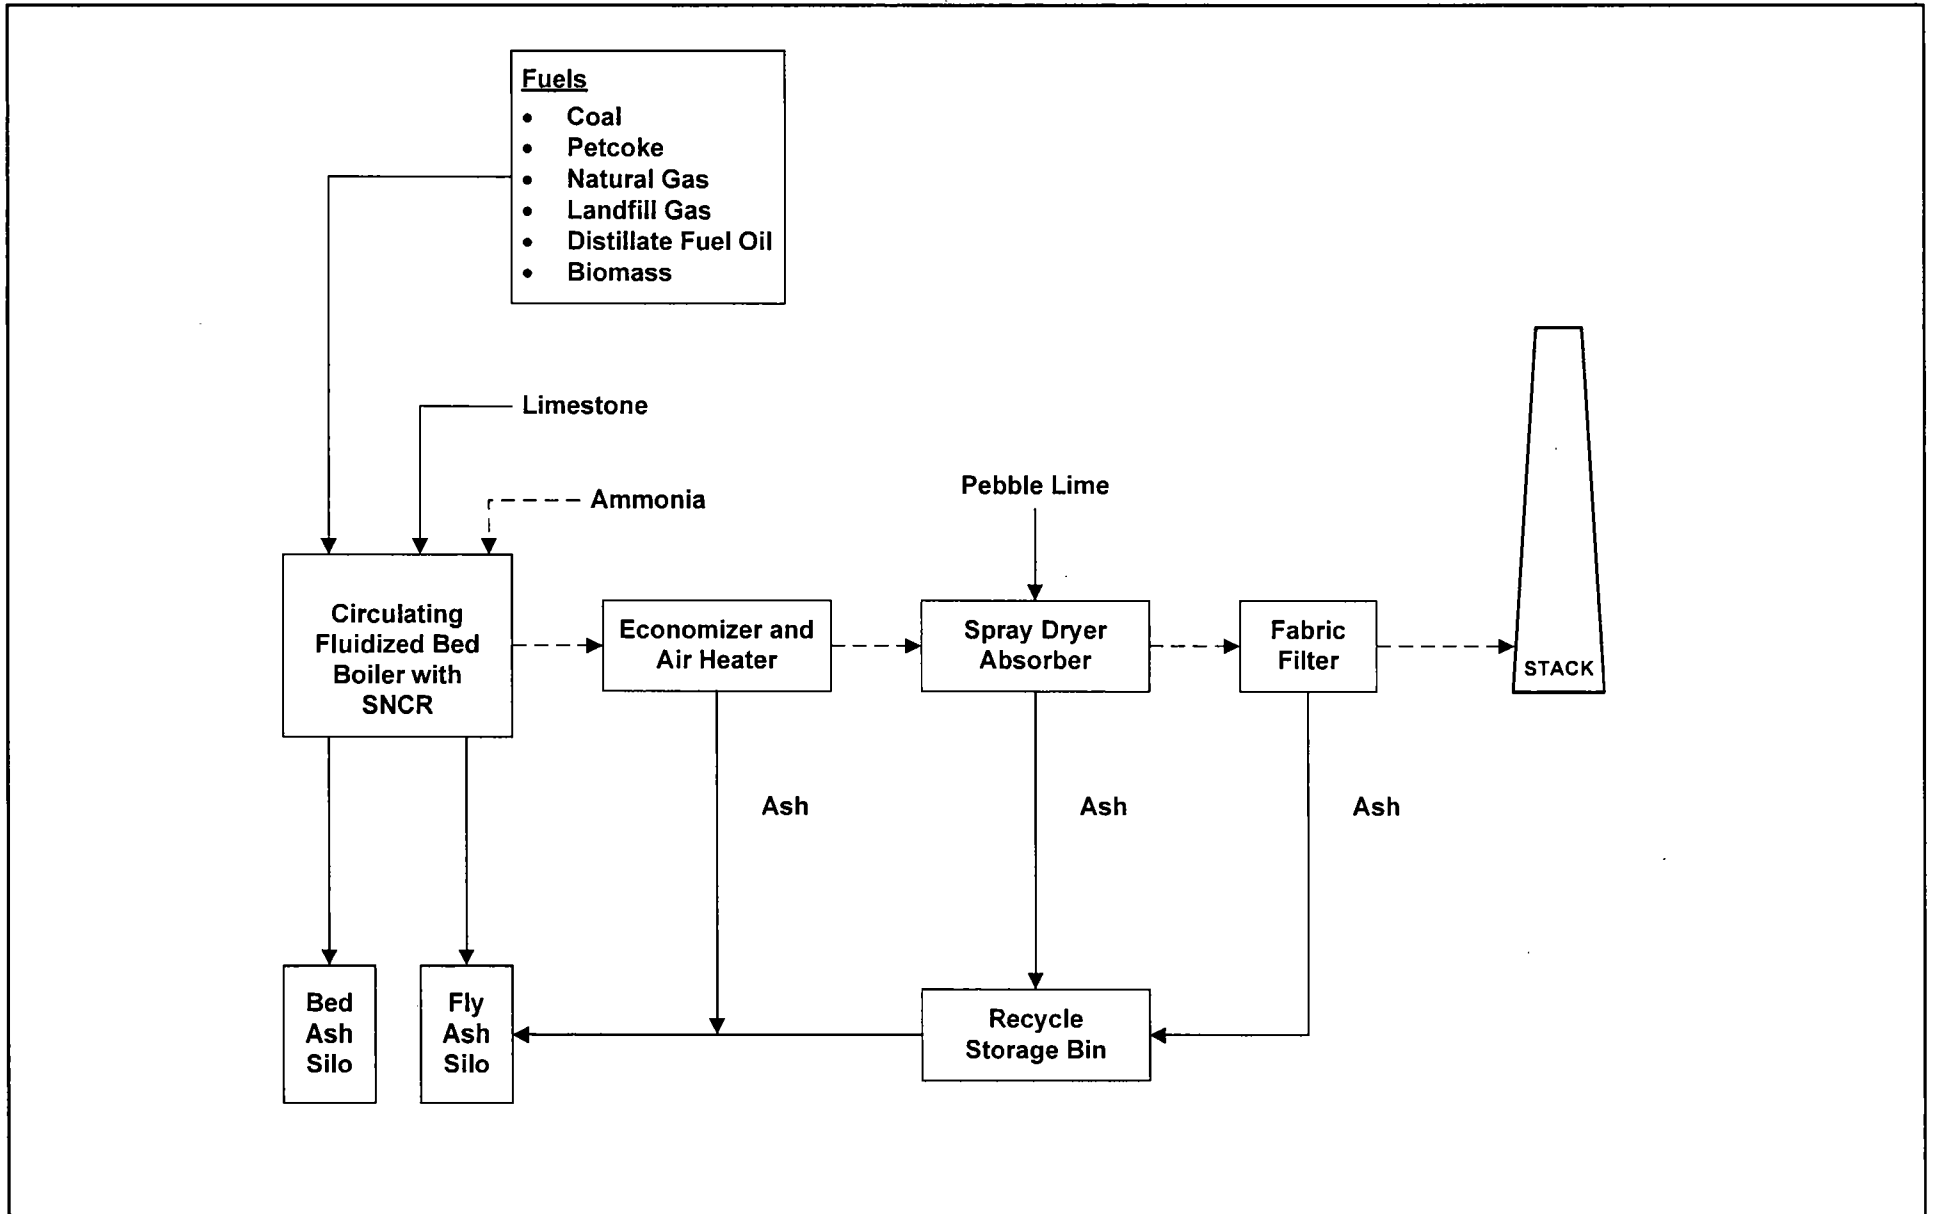 Fuels
• Coal
• Petcoke
• Natural Gas
• Landfill Gas
• Distillate Fuel Oil
• Biomass
Limestone
Ammonia
Pebble Lime
Circulating
Fluidized Bed
Boiler with
SNCR
Economizer and
Air Heater
Spray Dryer
Absorber
Fabric
Filter
STACK
Ash
Ash
Ash
Bed
Ash
Silo
Fly
Ash
Silo
Recycle
Storage Bin